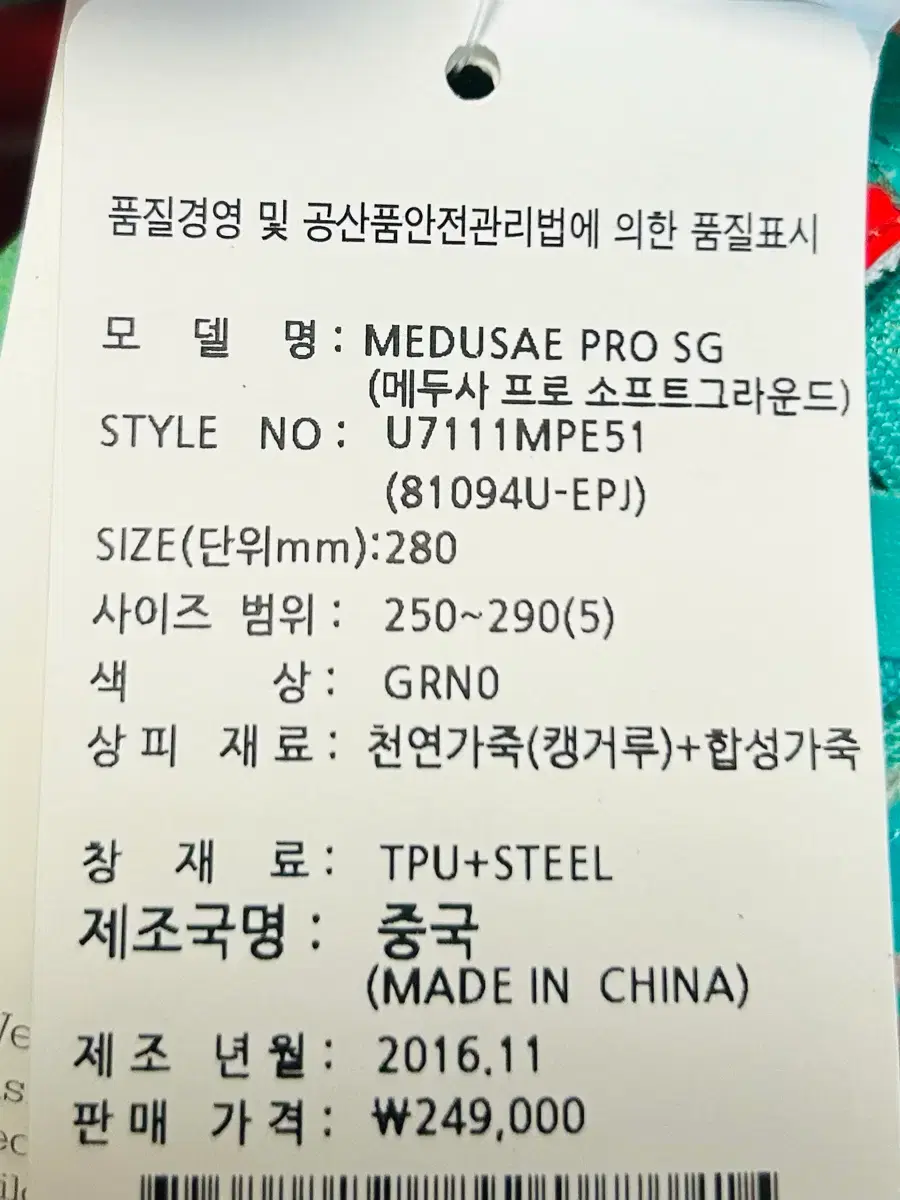 품질경영 및 공산품안전관리법에 의한 품질표시
모 델 명 : MEDUSAE PRO SG
(메두사 프로 소프트그라운드)
STYLE NO : U7111MPE51
(81094U-EPJ)
SIZE(단위mm):280
사이즈 범위 : 250~290(5)
색 상 : GRN0
상 피 재 료 : 천연가죽(캥거루)+합성가죽
창 재 료 : TPU+STEEL
제조국명 : 중국
(MADE IN CHINA)
제 조 년 월 : 2016.11
판 매 가 격 : ₩249,000